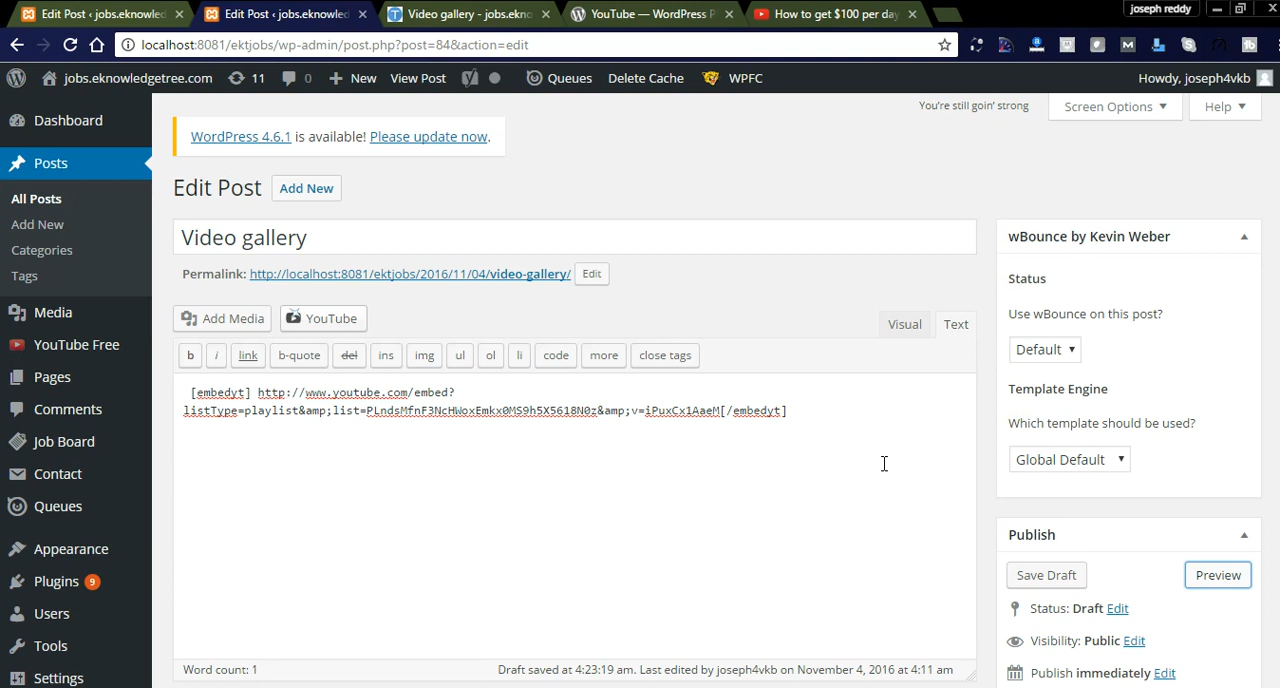 Edit Post ‹ jobs.eknowled
Edit Post ‹ jobs.eknowled
Video gallery - jobs.ekno
YouTube — WordPress P
How to get $100 per day
joseph reddy
localhost:8081/ektjobs/wp-admin/post.php?post=84&action=edit
jobs.eknowledgetree.com
11
0
New
View Post
Queues
Delete Cache
WPFC
Howdy, joseph4vkb
Dashboard
Posts
All Posts
Add New
Categories
Tags
Media
YouTube Free
Pages
Comments
Job Board
Contact
Queues
Appearance
Plugins 9
Users
Tools
Settings
You're still goin' strong
Screen Options
Help
WordPress 4.6.1 is available! Please update now.
Edit Post
Add New
Video gallery
Permalink: http://localhost:8081/ektjobs/2016/11/04/video-gallery/
Edit
Add Media
YouTube
Visual
Text
b
i
link
b-quote
del
ins
img
ul
ol
li
code
more
close tags
[embedyt] http://www.youtube.com/embed?
listType=playlist&amp;list=PLndsMfnF3NcHWoxEmkx0MS9h5X5618N0z&amp;v=iPuxCx1AaeM[/embedyt]
Word count: 1
Draft saved at 4:23:19 am. Last edited by joseph4vkb on November 4, 2016 at 4:11 am
wBounce by Kevin Weber
Status
Use wBounce on this post?
Default
Template Engine
Which template should be used?
Global Default
Publish
Save Draft
Preview
Status: Draft Edit
Visibility: Public Edit
Publish immediately Edit